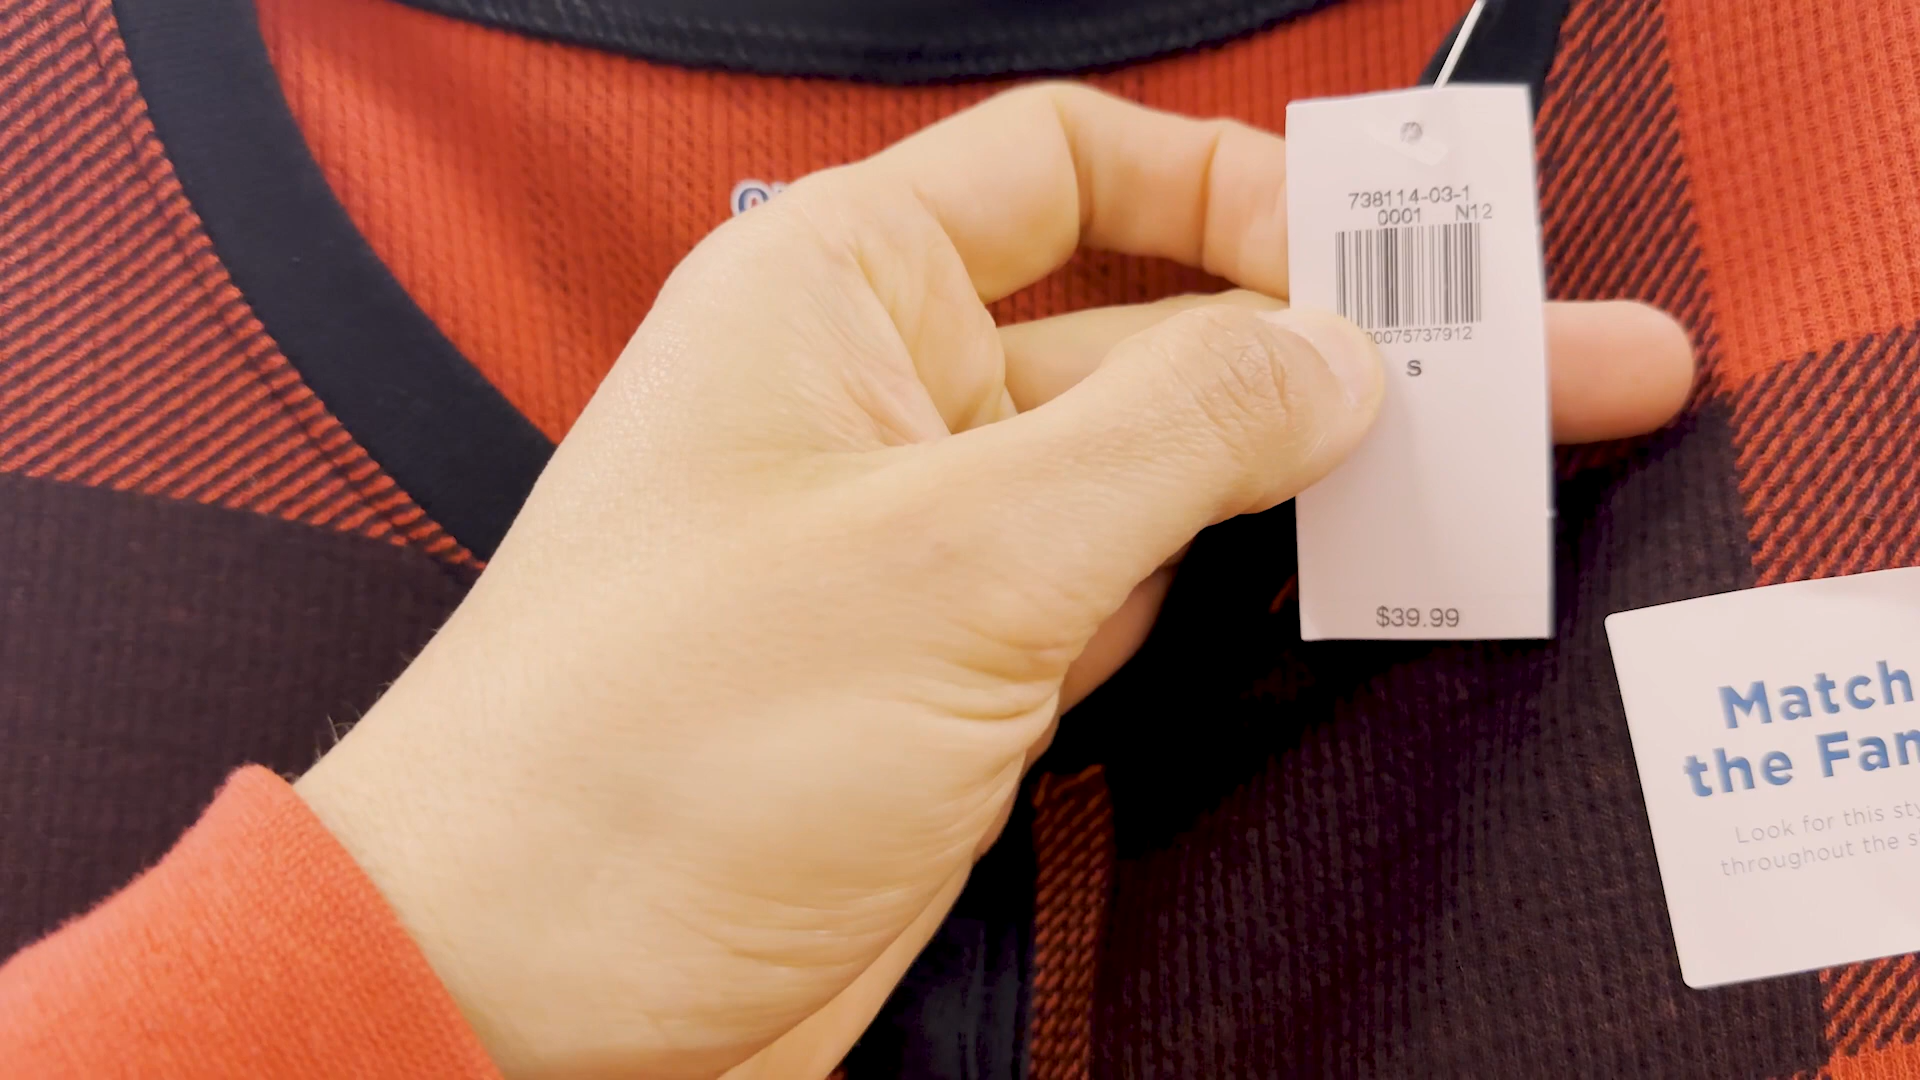 738114-03-1
0001 N12
00075737912
S
$39.99
Match
the Fam
Look for this sty
throughout the s